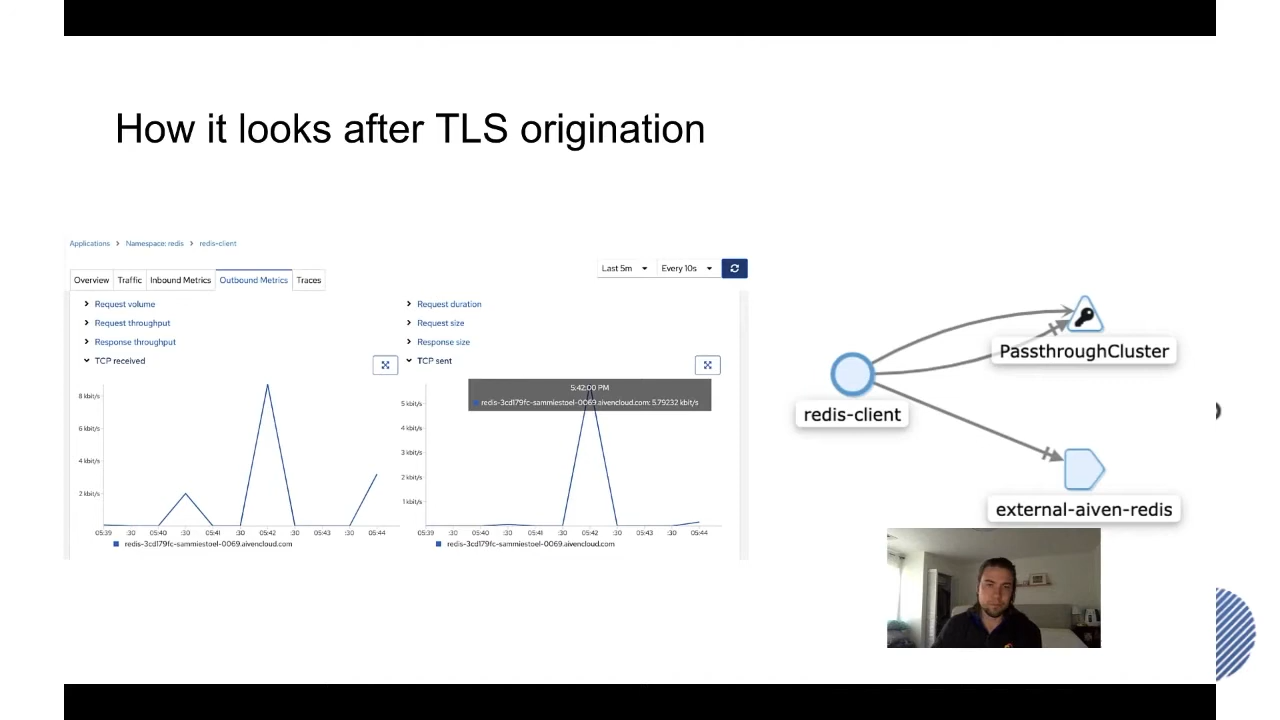 How it looks after TLS origination
Applications > Namespace: redis > redis-client
Last 5m Every 10s
Overview Traffic Inbound Metrics Outbound Metrics Traces
Request volume
Request throughput
Response throughput
TCP received
8 kbit/s
6 kbit/s
4 kbit/s
2 kbit/s
05:39 :30 05:40 :30 05:41 :30 05:42 :30 05:43 :30 05:44
redis-3cd179fc-sammiestoel-0069.aivencloud.com
Request duration
Request size
Response size
TCP sent
5:42:00 PM
redis-3cd179fc-sammiestoel-0069.aivencloud.com: 5.79232 kbit/s
5 kbit/s
4 kbit/s
3 kbit/s
2 kbit/s
1 kbit/s
05:39 :30 05:40 :30 05:41 :30 05:42 :30 05:43 :30 05:44
redis-3cd179fc-sammiestoel-0069.aivencloud.com
PassthroughCluster
redis-client
external-aiven-redis